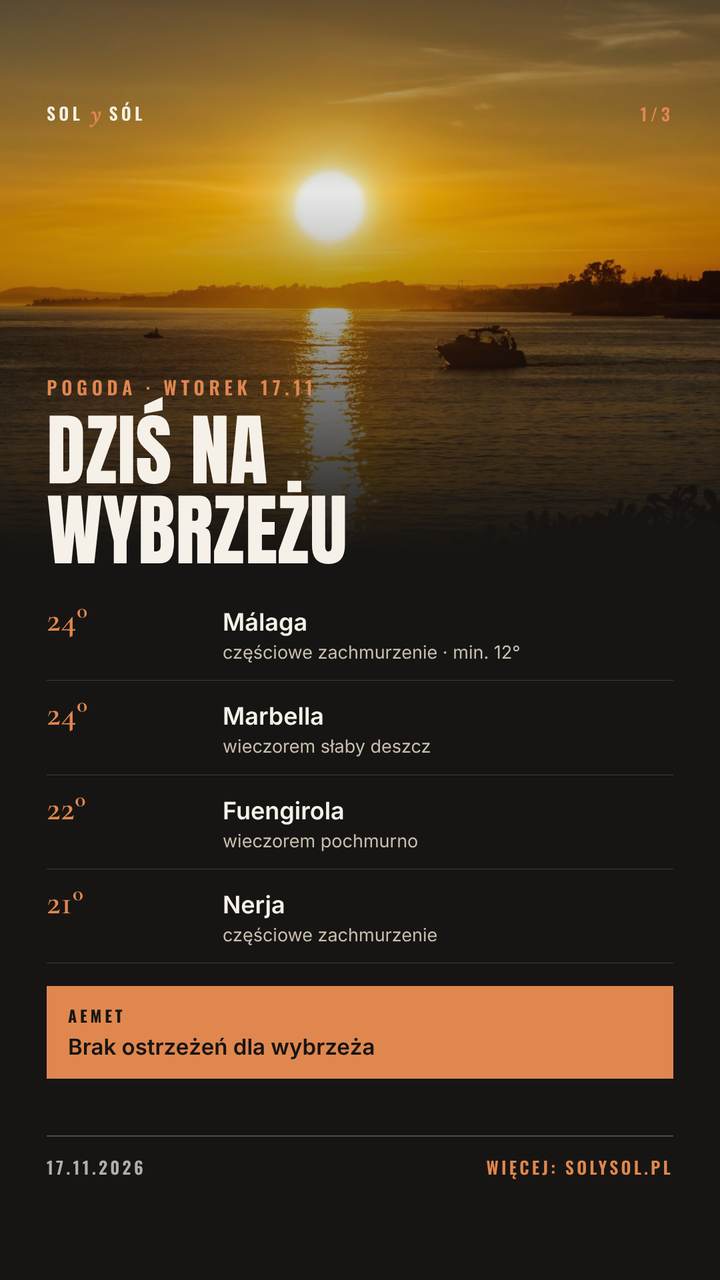 SOL y SÓL
1/3
POGODA · WTOREK 17.11
DZIŚ NA
WYBRZEŻU
24°
Málaga
częściowe zachmurzenie · min. 12°
24°
Marbella
wieczorem słaby deszcz
22°
Fuengirola
wieczorem pochmurno
21°
Nerja
częściowe zachmurzenie
AEMET
Brak ostrzeżeń dla wybrzeża
17.11.2026
WIĘCEJ: SOLYSOL.PL